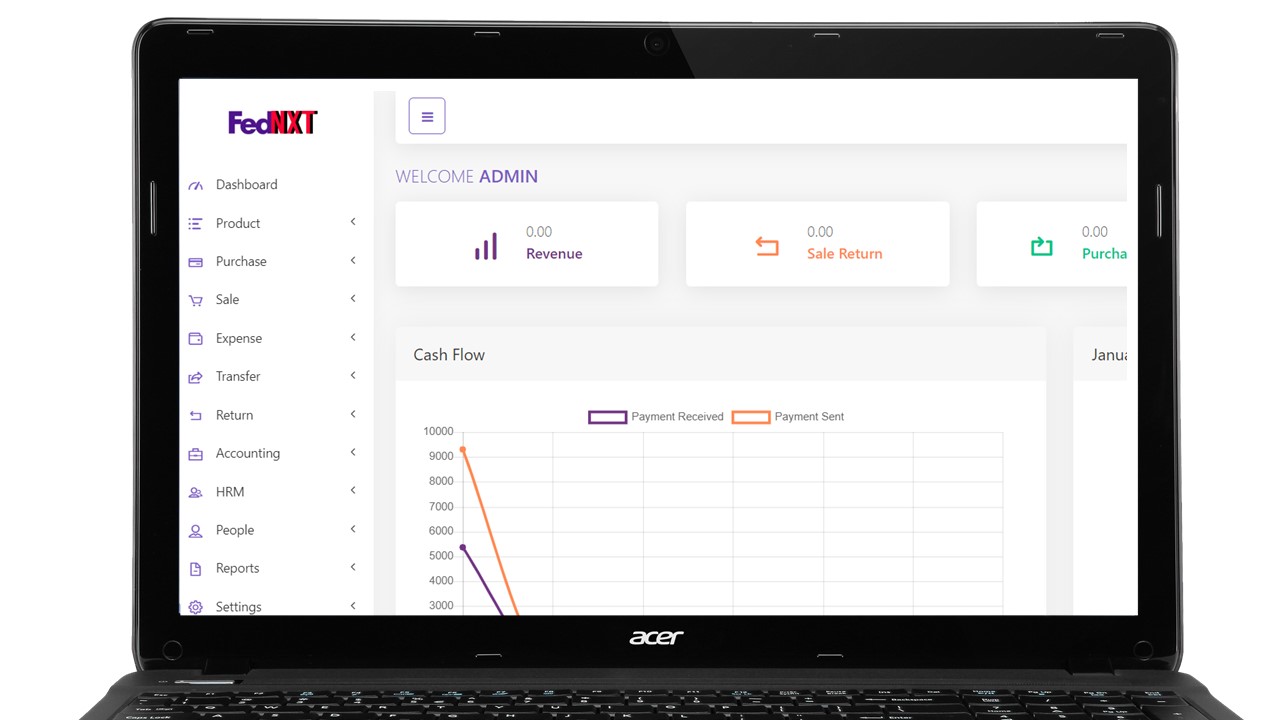 FedNXT
Dashboard
Product
Purchase
Sale
Expense
Transfer
Return
Accounting
HRM
People
Reports
Settings
WELCOME ADMIN
0.00
Revenue
0.00
Sale Return
0.00
Purcha
Cash Flow
Janua
Payment Received Payment Sent
10000
9000
8000
7000
6000
5000
4000
3000
acer